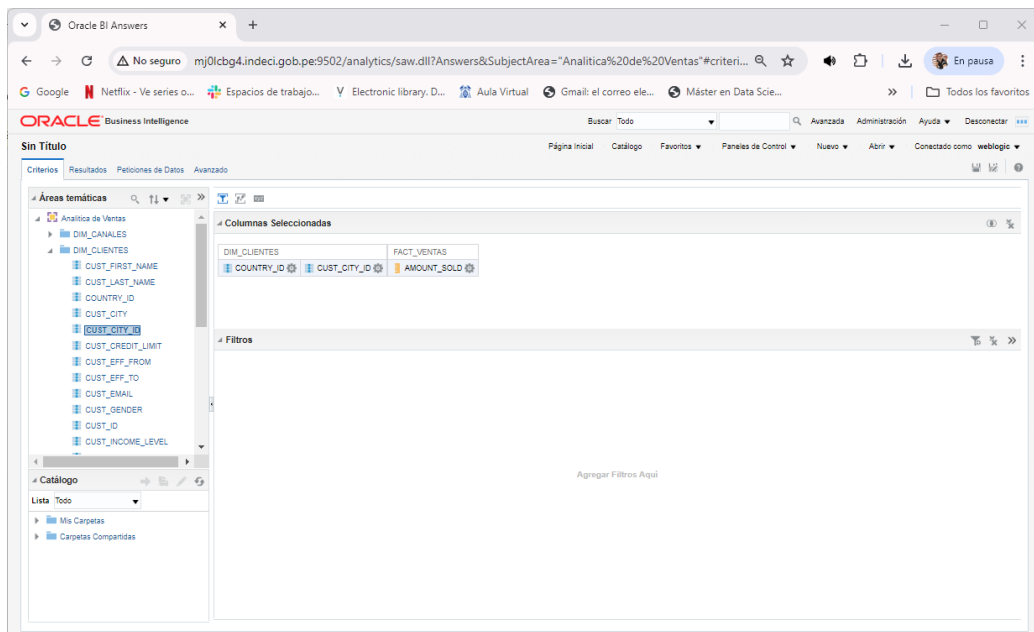 Oracle BI Answers
No seguro mj0lcbg4.indeci.gob.pe:9502/analytics/saw.dll?Answers&SubjectArea="Analitica%20de%20Ventas"#criteri... En pausa
Google Netflix - Ve series o... Espacios de trabajo... Electronic library. D... Aula Virtual Gmail: el correo ele... Máster en Data Scie... » Todos los favoritos
ORACLE Business Intelligence Buscar Todo Avanzada Administración Ayuda Desconectar
Sin Título Página Inicial Catálogo Favoritos Paneles de Control Nuevo Abrir Conectado como weblogic
Criterios Resultados Peticiones de Datos Avanzado
Áreas temáticas
Analitica de Ventas
DIM_CANALES
DIM_CLIENTES
CUST_FIRST_NAME
CUST_LAST_NAME
COUNTRY_ID
CUST_CITY
CUST_CITY_ID
CUST_CREDIT_LIMIT
CUST_EFF_FROM
CUST_EFF_TO
CUST_EMAIL
CUST_GENDER
CUST_ID
CUST_INCOME_LEVEL
Catálogo
Lista Todo
Mis Carpetas
Carpetas Compartidas
Columnas Seleccionadas
DIM_CLIENTES FACT_VENTAS
COUNTRY_ID CUST_CITY_ID AMOUNT_SOLD
Filtros
Agregar Filtros Aquí